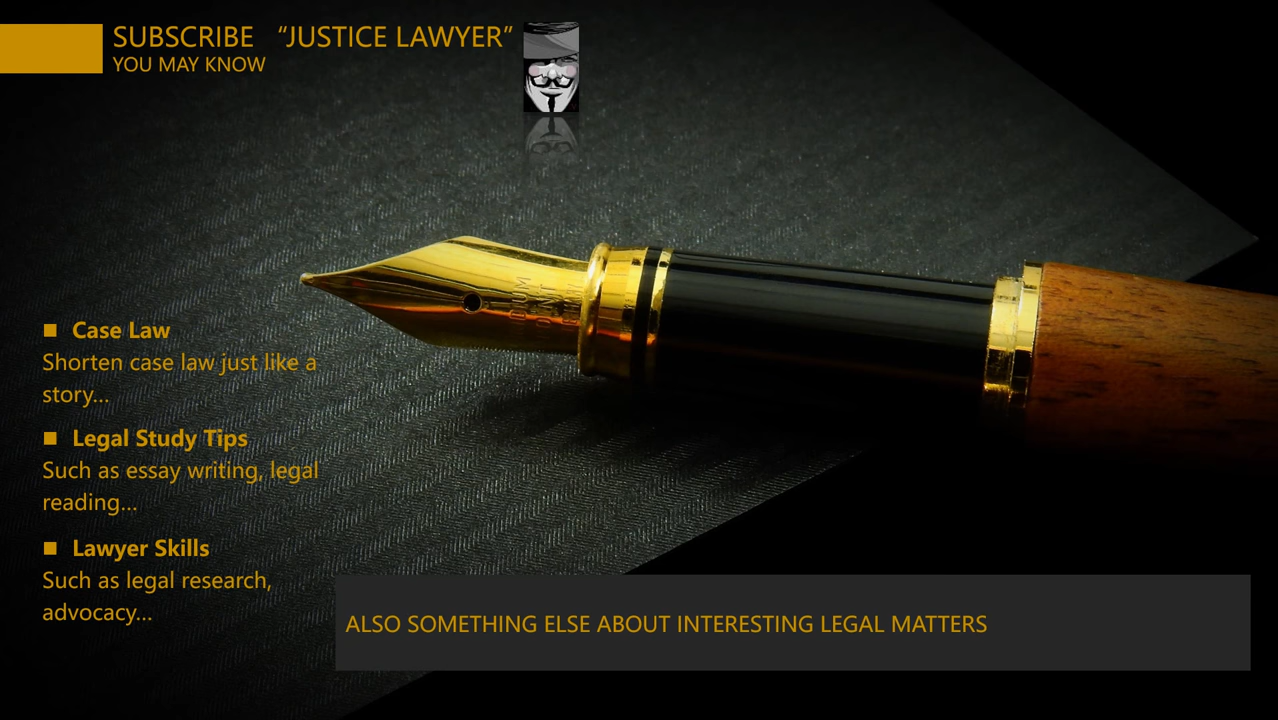 SUBSCRIBE “JUSTICE LAWYER”
YOU MAY KNOW
■ Case Law
Shorten case law just like a
story...
■ Legal Study Tips
Such as essay writing, legal
reading...
■ Lawyer Skills
Such as legal research,
advocacy...
ALSO SOMETHING ELSE ABOUT INTERESTING LEGAL MATTERS